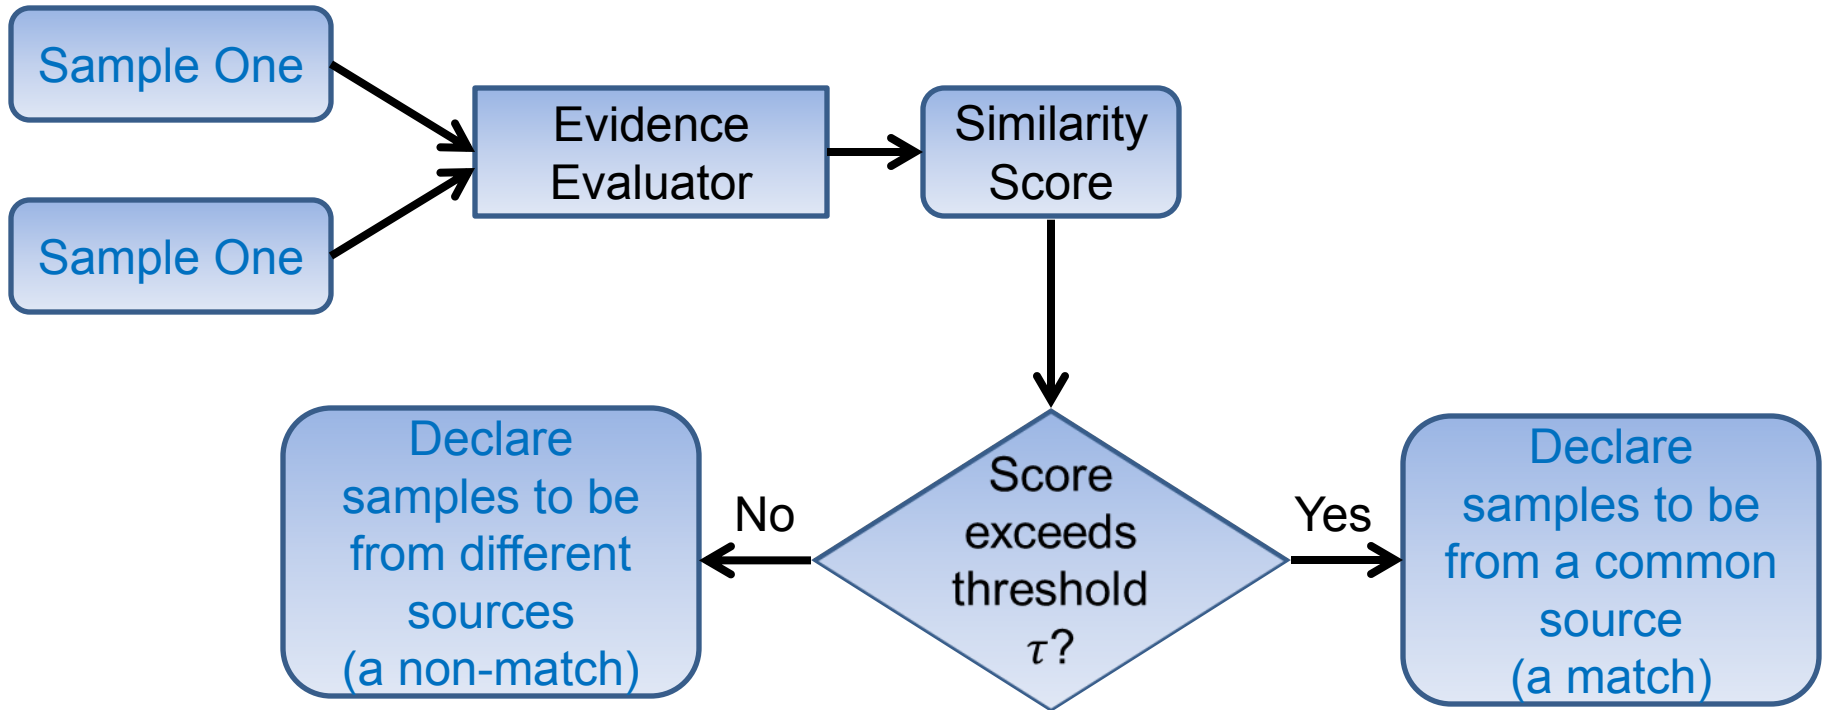 Sample One
Sample One
Evidence
Evaluator
Similarity
Score
Score
exceeds
threshold
τ?
No
Yes
Declare
samples to be
from different
sources
(a non-match)
Declare
samples to be
from a common
source
(a match)